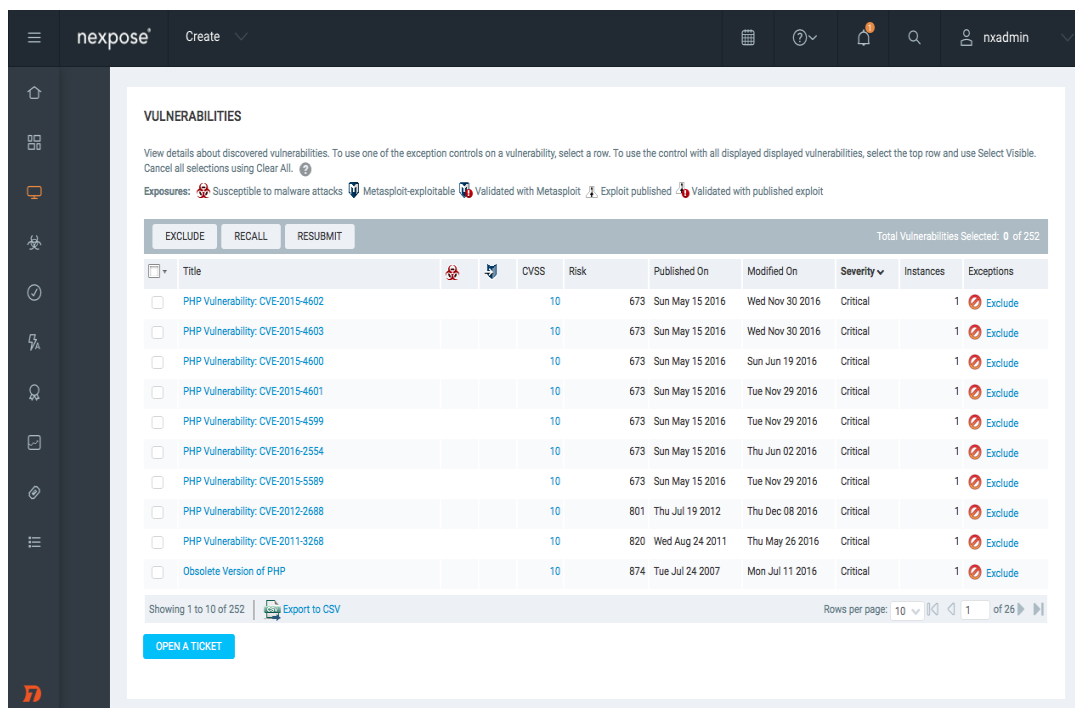 nexpose®
Create
1
nxadmin
VULNERABILITIES
View details about discovered vulnerabilities. To use one of the exception controls on a vulnerability, select a row. To use the control with all displayed displayed vulnerabilities, select the top row and use Select Visible.
Cancel all selections using Clear All.
Exposures: Susceptible to malware attacks Metasploit-exploitable Validated with Metasploit Exploit published Validated with published exploit
EXCLUDE RECALL RESUBMIT Total Vulnerabilities Selected: 0 of 252
Title CVSS Risk Published On Modified On Severity Instances Exceptions
PHP Vulnerability: CVE-2015-4602 10 673 Sun May 15 2016 Wed Nov 30 2016 Critical 1 Exclude
PHP Vulnerability: CVE-2015-4603 10 673 Sun May 15 2016 Wed Nov 30 2016 Critical 1 Exclude
PHP Vulnerability: CVE-2015-4600 10 673 Sun May 15 2016 Sun Jun 19 2016 Critical 1 Exclude
PHP Vulnerability: CVE-2015-4601 10 673 Sun May 15 2016 Tue Nov 29 2016 Critical 1 Exclude
PHP Vulnerability: CVE-2015-4599 10 673 Sun May 15 2016 Tue Nov 29 2016 Critical 1 Exclude
PHP Vulnerability: CVE-2016-2554 10 673 Sun May 15 2016 Thu Jun 02 2016 Critical 1 Exclude
PHP Vulnerability: CVE-2015-5589 10 673 Sun May 15 2016 Tue Nov 29 2016 Critical 1 Exclude
PHP Vulnerability: CVE-2012-2688 10 801 Thu Jul 19 2012 Thu Dec 08 2016 Critical 1 Exclude
PHP Vulnerability: CVE-2011-3268 10 820 Wed Aug 24 2011 Thu May 26 2016 Critical 1 Exclude
Obsolete Version of PHP 10 874 Tue Jul 24 2007 Mon Jul 11 2016 Critical 1 Exclude
Showing 1 to 10 of 252 Export to CSV Rows per page: 10 1 of 26
OPEN A TICKET